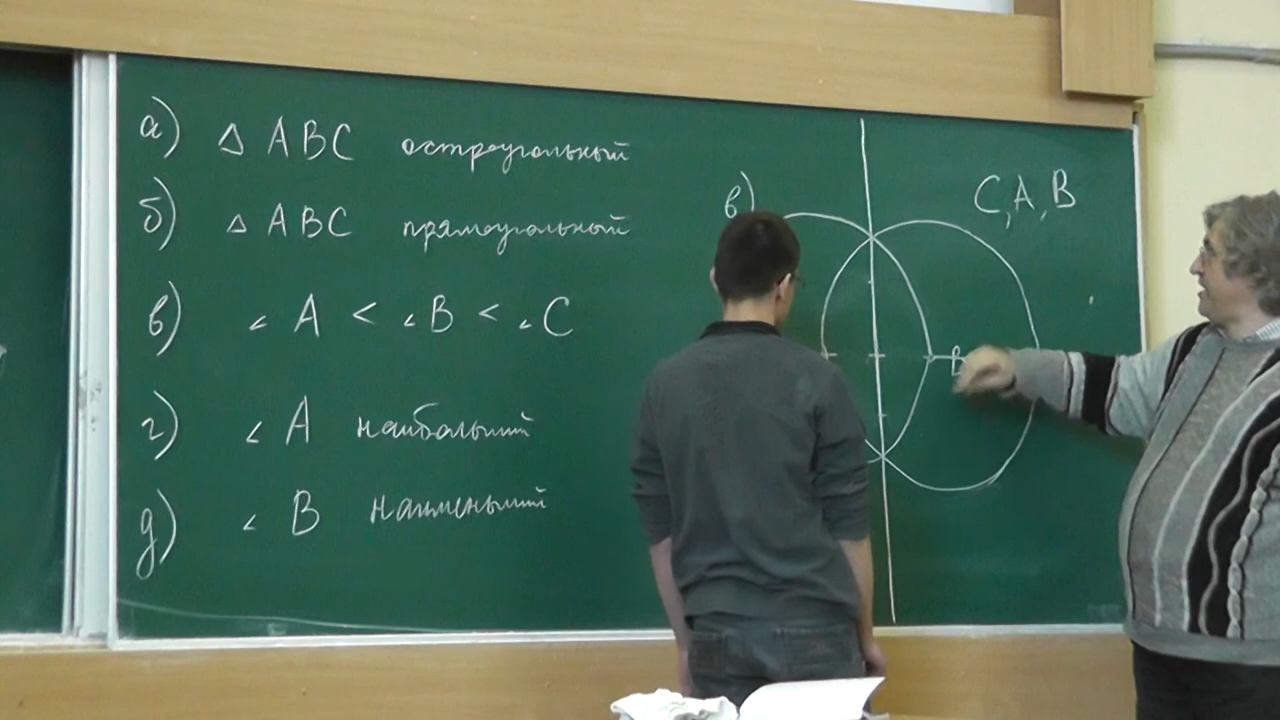 а) Δ ABC остроугольный
б) Δ ABC прямоугольный
в) ∠ A < ∠ B < ∠ C
г) ∠ A наибольший
д) ∠ B наименьший
в)
C, A, B
B